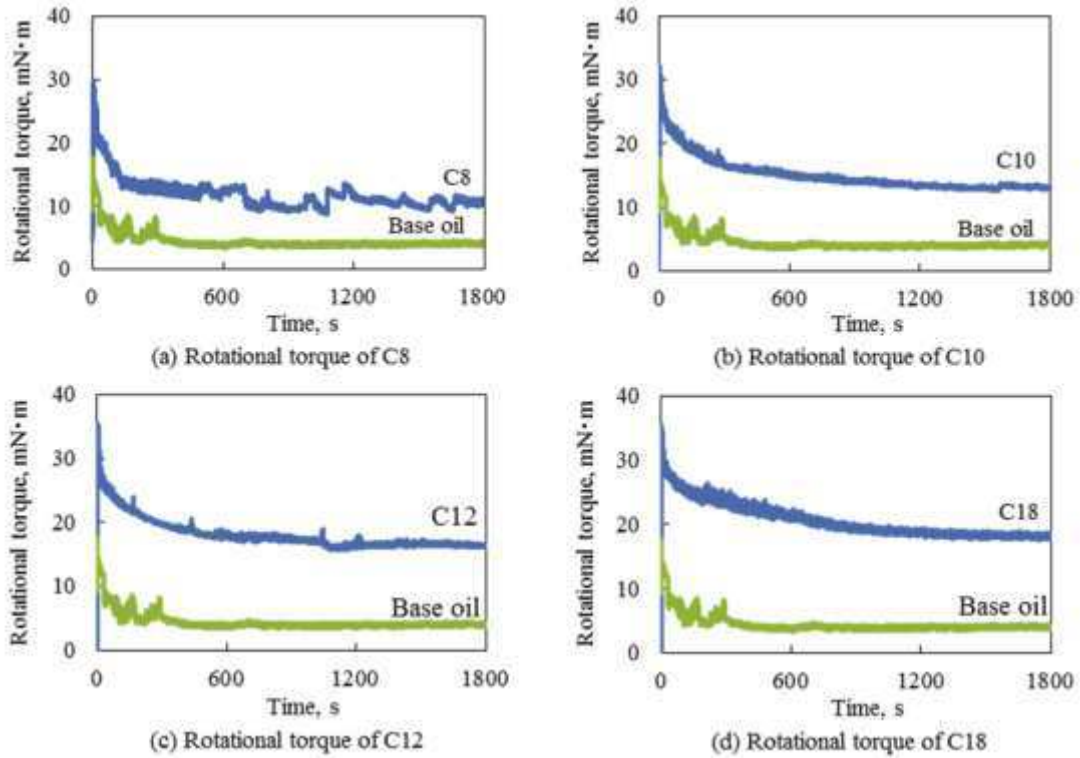 Rotational torque, mN·m
40
30
20
10
0
C8
Base oil
0 600 1200 1800
Time, s
(a) Rotational torque of C8
Rotational torque, mN·m
40
30
20
10
0
C10
Base oil
0 600 1200 1800
Time, s
(b) Rotational torque of C10
Rotational torque, mN·m
40
30
20
10
0
C12
Base oil
0 600 1200 1800
Time, s
(c) Rotational torque of C12
Rotational torque, mN·m
40
30
20
10
0
C18
Base oil
0 600 1200 1800
Time, s
(d) Rotational torque of C18